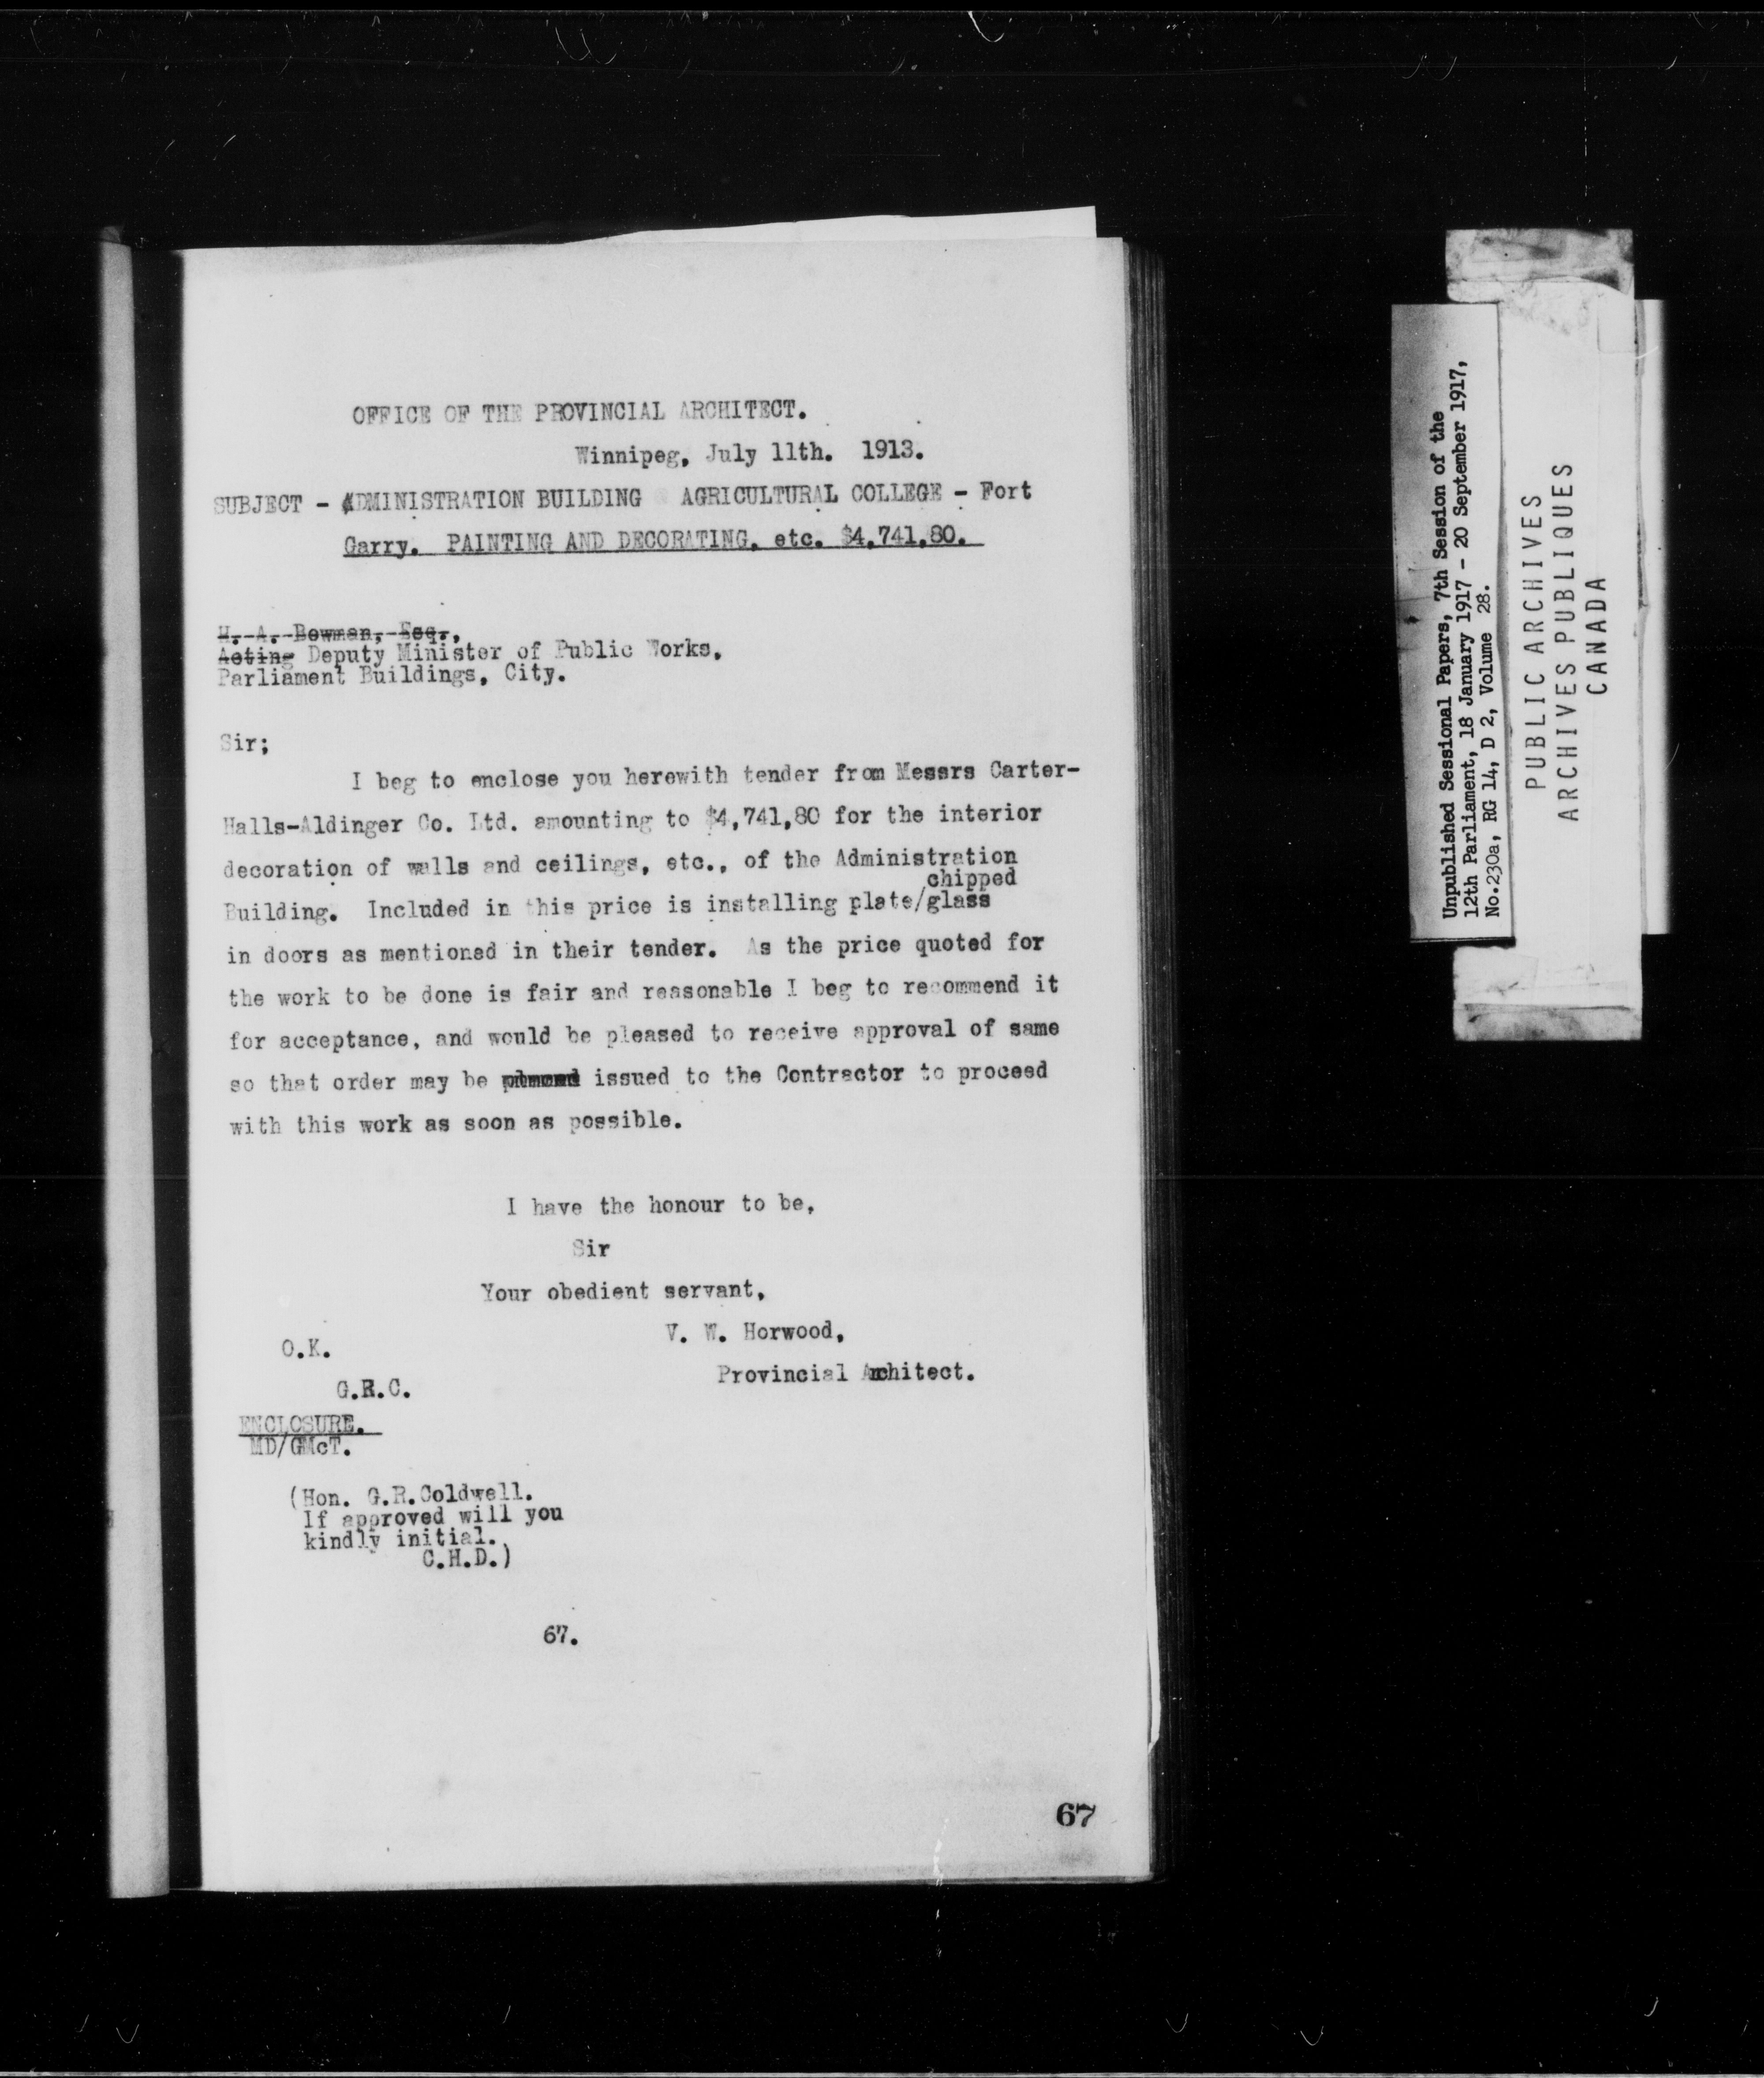 OFFICE OF THE PROVINCIAL ARCHITECT.
Winnipeg, July 11th. 1913.
SUBJECT - ADMINISTRATION BUILDING AGRICULTURAL COLLEGE - Fort
Garry. PAINTING AND DECORATING, etc. $4,741,80.
H. A. Bowman, Esq.,
Acting Deputy Minister of Public Works,
Parliament Buildings, City.
Sir;
I beg to enclose you herewith tender from Messrs Carter-
Halls-Aldinger Co. Ltd. amounting to $4,741,80 for the interior
decoration of walls and ceilings, etc., of the Administration
chipped
Building. Included in this price is installing plate/glass
in doors as mentioned in their tender. As the price quoted for
the work to be done is fair and reasonable I beg to recommend it
for acceptance, and would be pleased to receive approval of same
so that order may be issued to the Contractor to proceed
with this work as soon as possible.
I have the honour to be,
Sir
Your obedient servant,
V. W. Horwood,
Provincial Architect.
O.K.
G.R.C.
ENCLOSURE.
MD/GMcT.
(Hon. G.R.Coldwell.
If approved will you
kindly initial.
C.H.D.)
67.
67
Unpublished Sessional Papers, 7th Session of the
12th Parliament, 18 January 1917 - 20 September 1917,
No.230a, RG 14, D 2, Volume 28.
PUBLIC ARCHIVES
ARCHIVES PUBLIQUES
CANADA